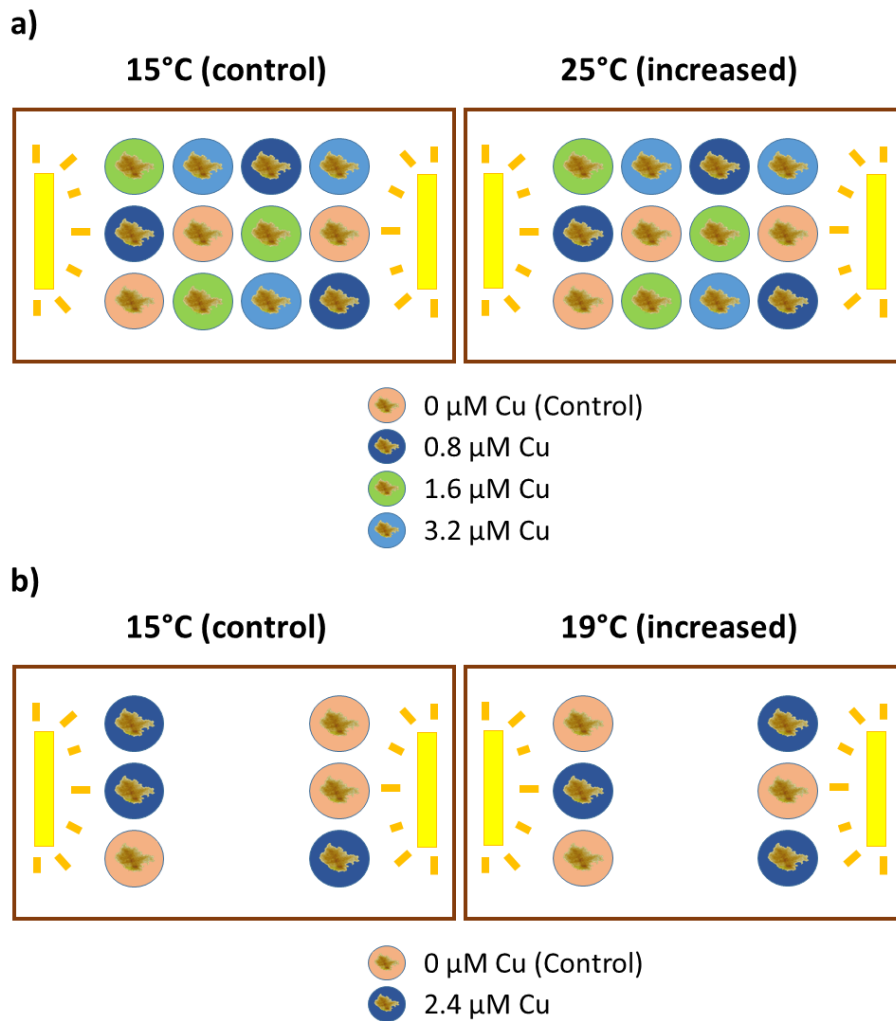 a)
15°C (control)
25°C (increased)
0 µM Cu (Control)
0.8 µM Cu
1.6 µM Cu
3.2 µM Cu
b)
15°C (control)
19°C (increased)
0 µM Cu (Control)
2.4 µM Cu